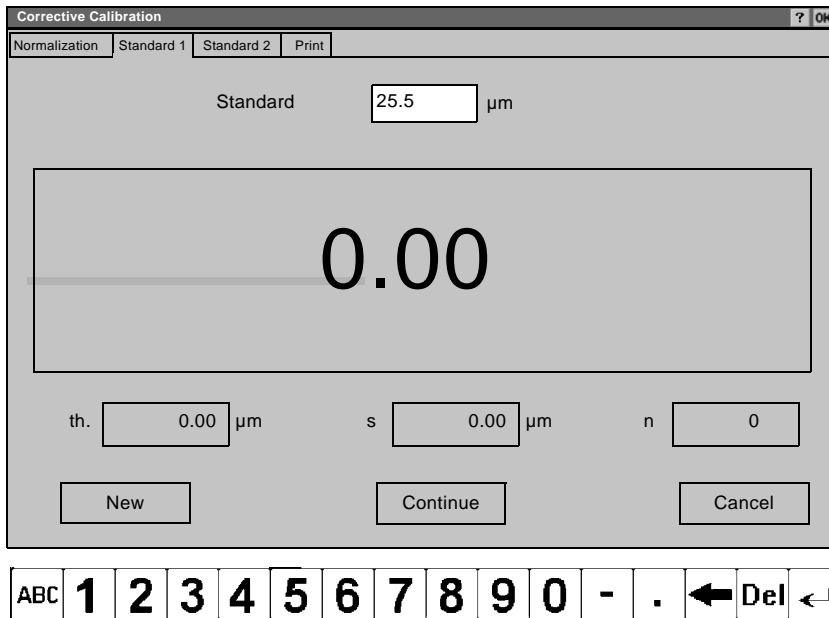 Corrective Calibration ? OK
Normalization Standard 1 Standard 2 Print
Standard 25.5 µm
0.00
th. 0.00 µm s 0.00 µm n 0
New Continue Cancel
ABC 1 2 3 4 5 6 7 8 9 0 - . Del